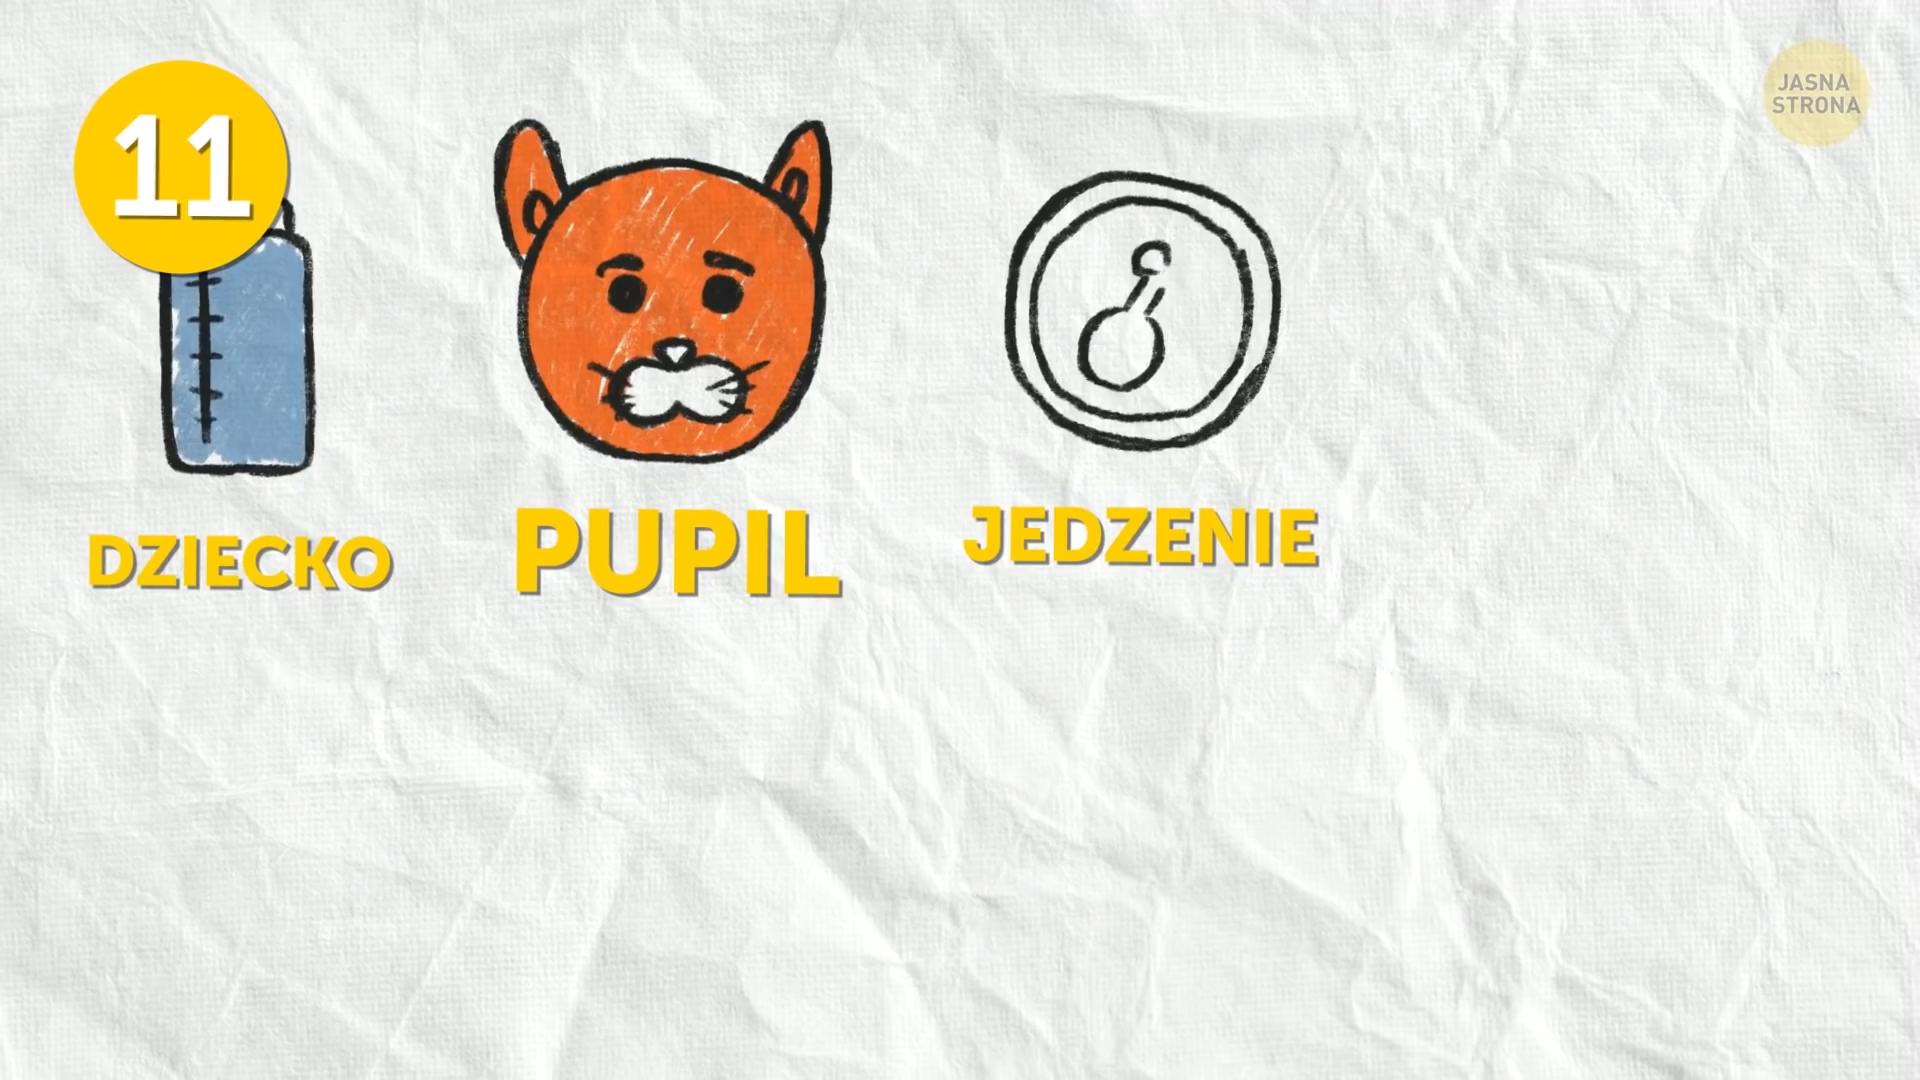 11
JASNA
STRONA
DZIECKO
PUPIL
JEDZENIE